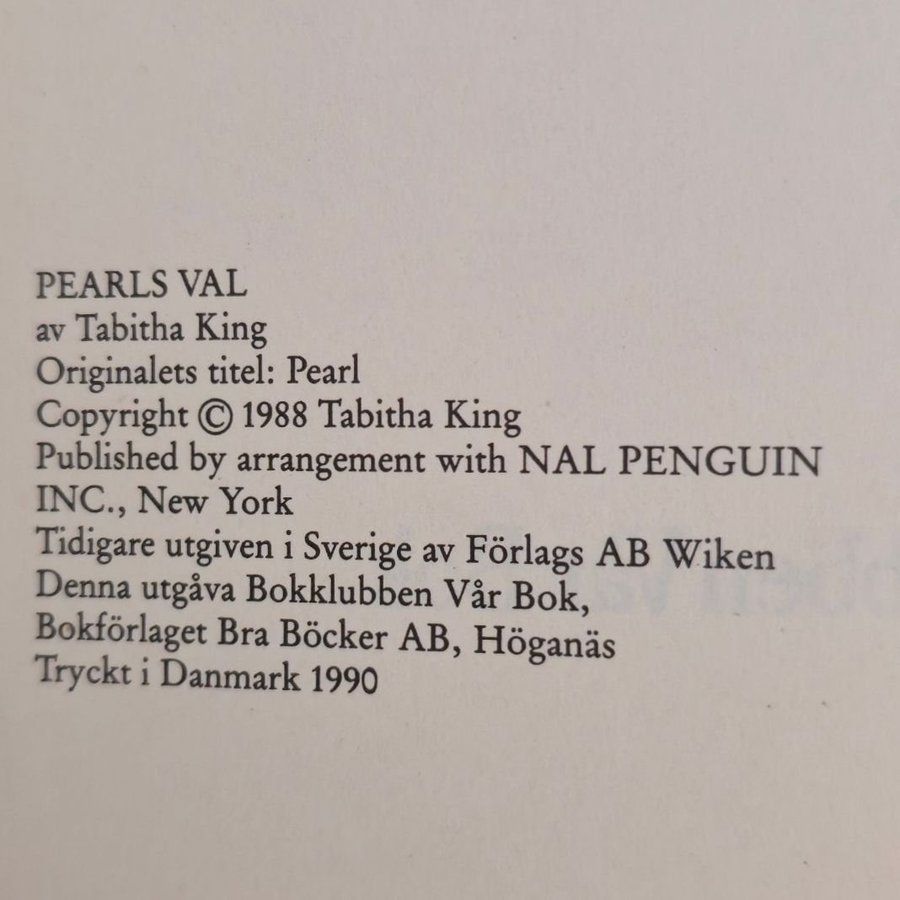 PEARLS VAL
av Tabitha King
Originalets titel: Pearl
Copyright © 1988 Tabitha King
Published by arrangement with NAL PENGUIN
INC., New York
Tidigare utgiven i Sverige av Förlags AB Wiken
Denna utgåva Bokklubben Vår Bok,
Bokförlaget Bra Böcker AB, Höganäs
Tryckt i Danmark 1990